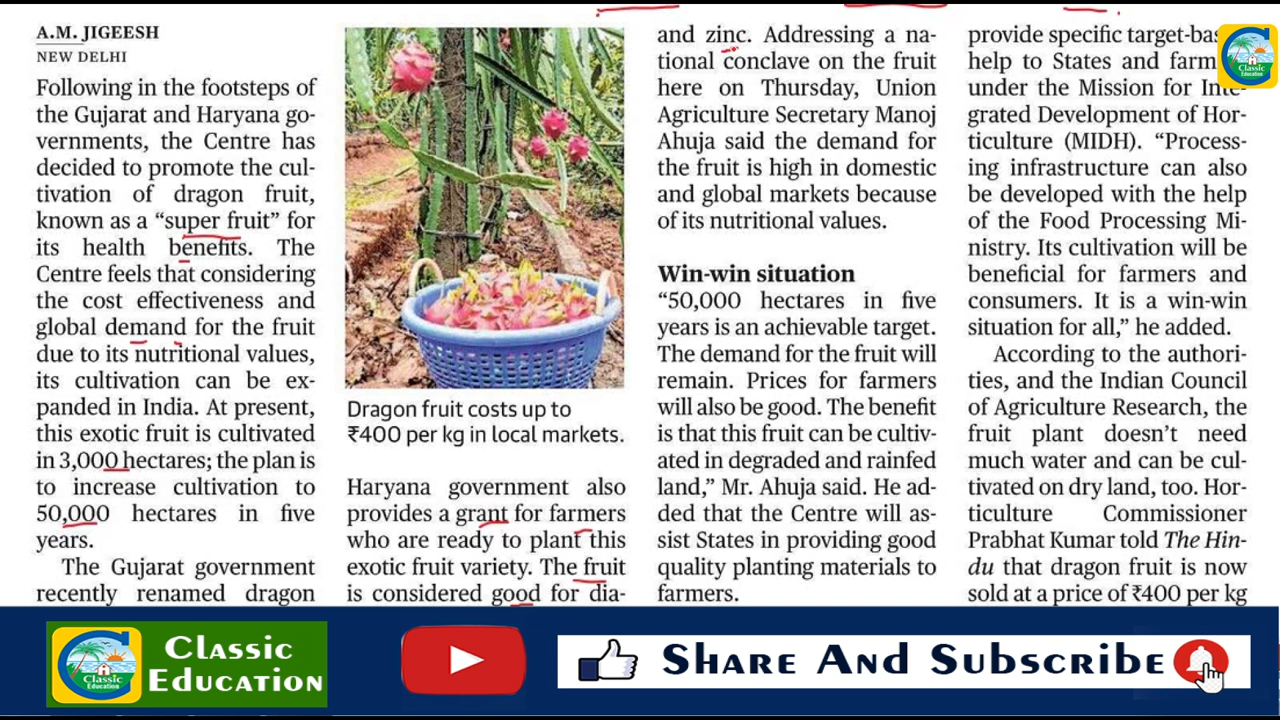 A.M. JIGEESH
NEW DELHI
Following in the footsteps of
the Gujarat and Haryana go-
vernments, the Centre has
decided to promote the cul-
tivation of dragon fruit,
known as a “super fruit” for
its health benefits. The
Centre feels that considering
the cost effectiveness and
global demand for the fruit
due to its nutritional values,
its cultivation can be ex-
panded in India. At present,
this exotic fruit is cultivated
in 3,000 hectares; the plan is
to increase cultivation to
50,000 hectares in five
years.
The Gujarat government
recently renamed dragon
Dragon fruit costs up to
₹400 per kg in local markets.
Haryana government also
provides a grant for farmers
who are ready to plant this
exotic fruit variety. The fruit
is considered good for dia-
and zinc. Addressing a na-
tional conclave on the fruit
here on Thursday, Union
Agriculture Secretary Manoj
Ahuja said the demand for
the fruit is high in domestic
and global markets because
of its nutritional values.
Win-win situation
“50,000 hectares in five
years is an achievable target.
The demand for the fruit will
remain. Prices for farmers
will also be good. The benefit
is that this fruit can be cultiv-
ated in degraded and rainfed
land,” Mr. Ahuja said. He ad-
ded that the Centre will as-
sist States in providing good
quality planting materials to
farmers.
provide specific target-bas
help to States and farm
under the Mission for Inte-
grated Development of Hor-
ticulture (MIDH). “Process-
ing infrastructure can also
be developed with the help
of the Food Processing Mi-
nistry. Its cultivation will be
beneficial for farmers and
consumers. It is a win-win
situation for all,” he added.
According to the authori-
ties, and the Indian Council
of Agriculture Research, the
fruit plant doesn’t need
much water and can be cul-
tivated on dry land, too. Hor-
ticulture Commissioner
Prabhat Kumar told The Hin-
du that dragon fruit is now
sold at a price of ₹400 per kg
Classic
Education
Classic
Education
Classic
Education
Share And Subscribe